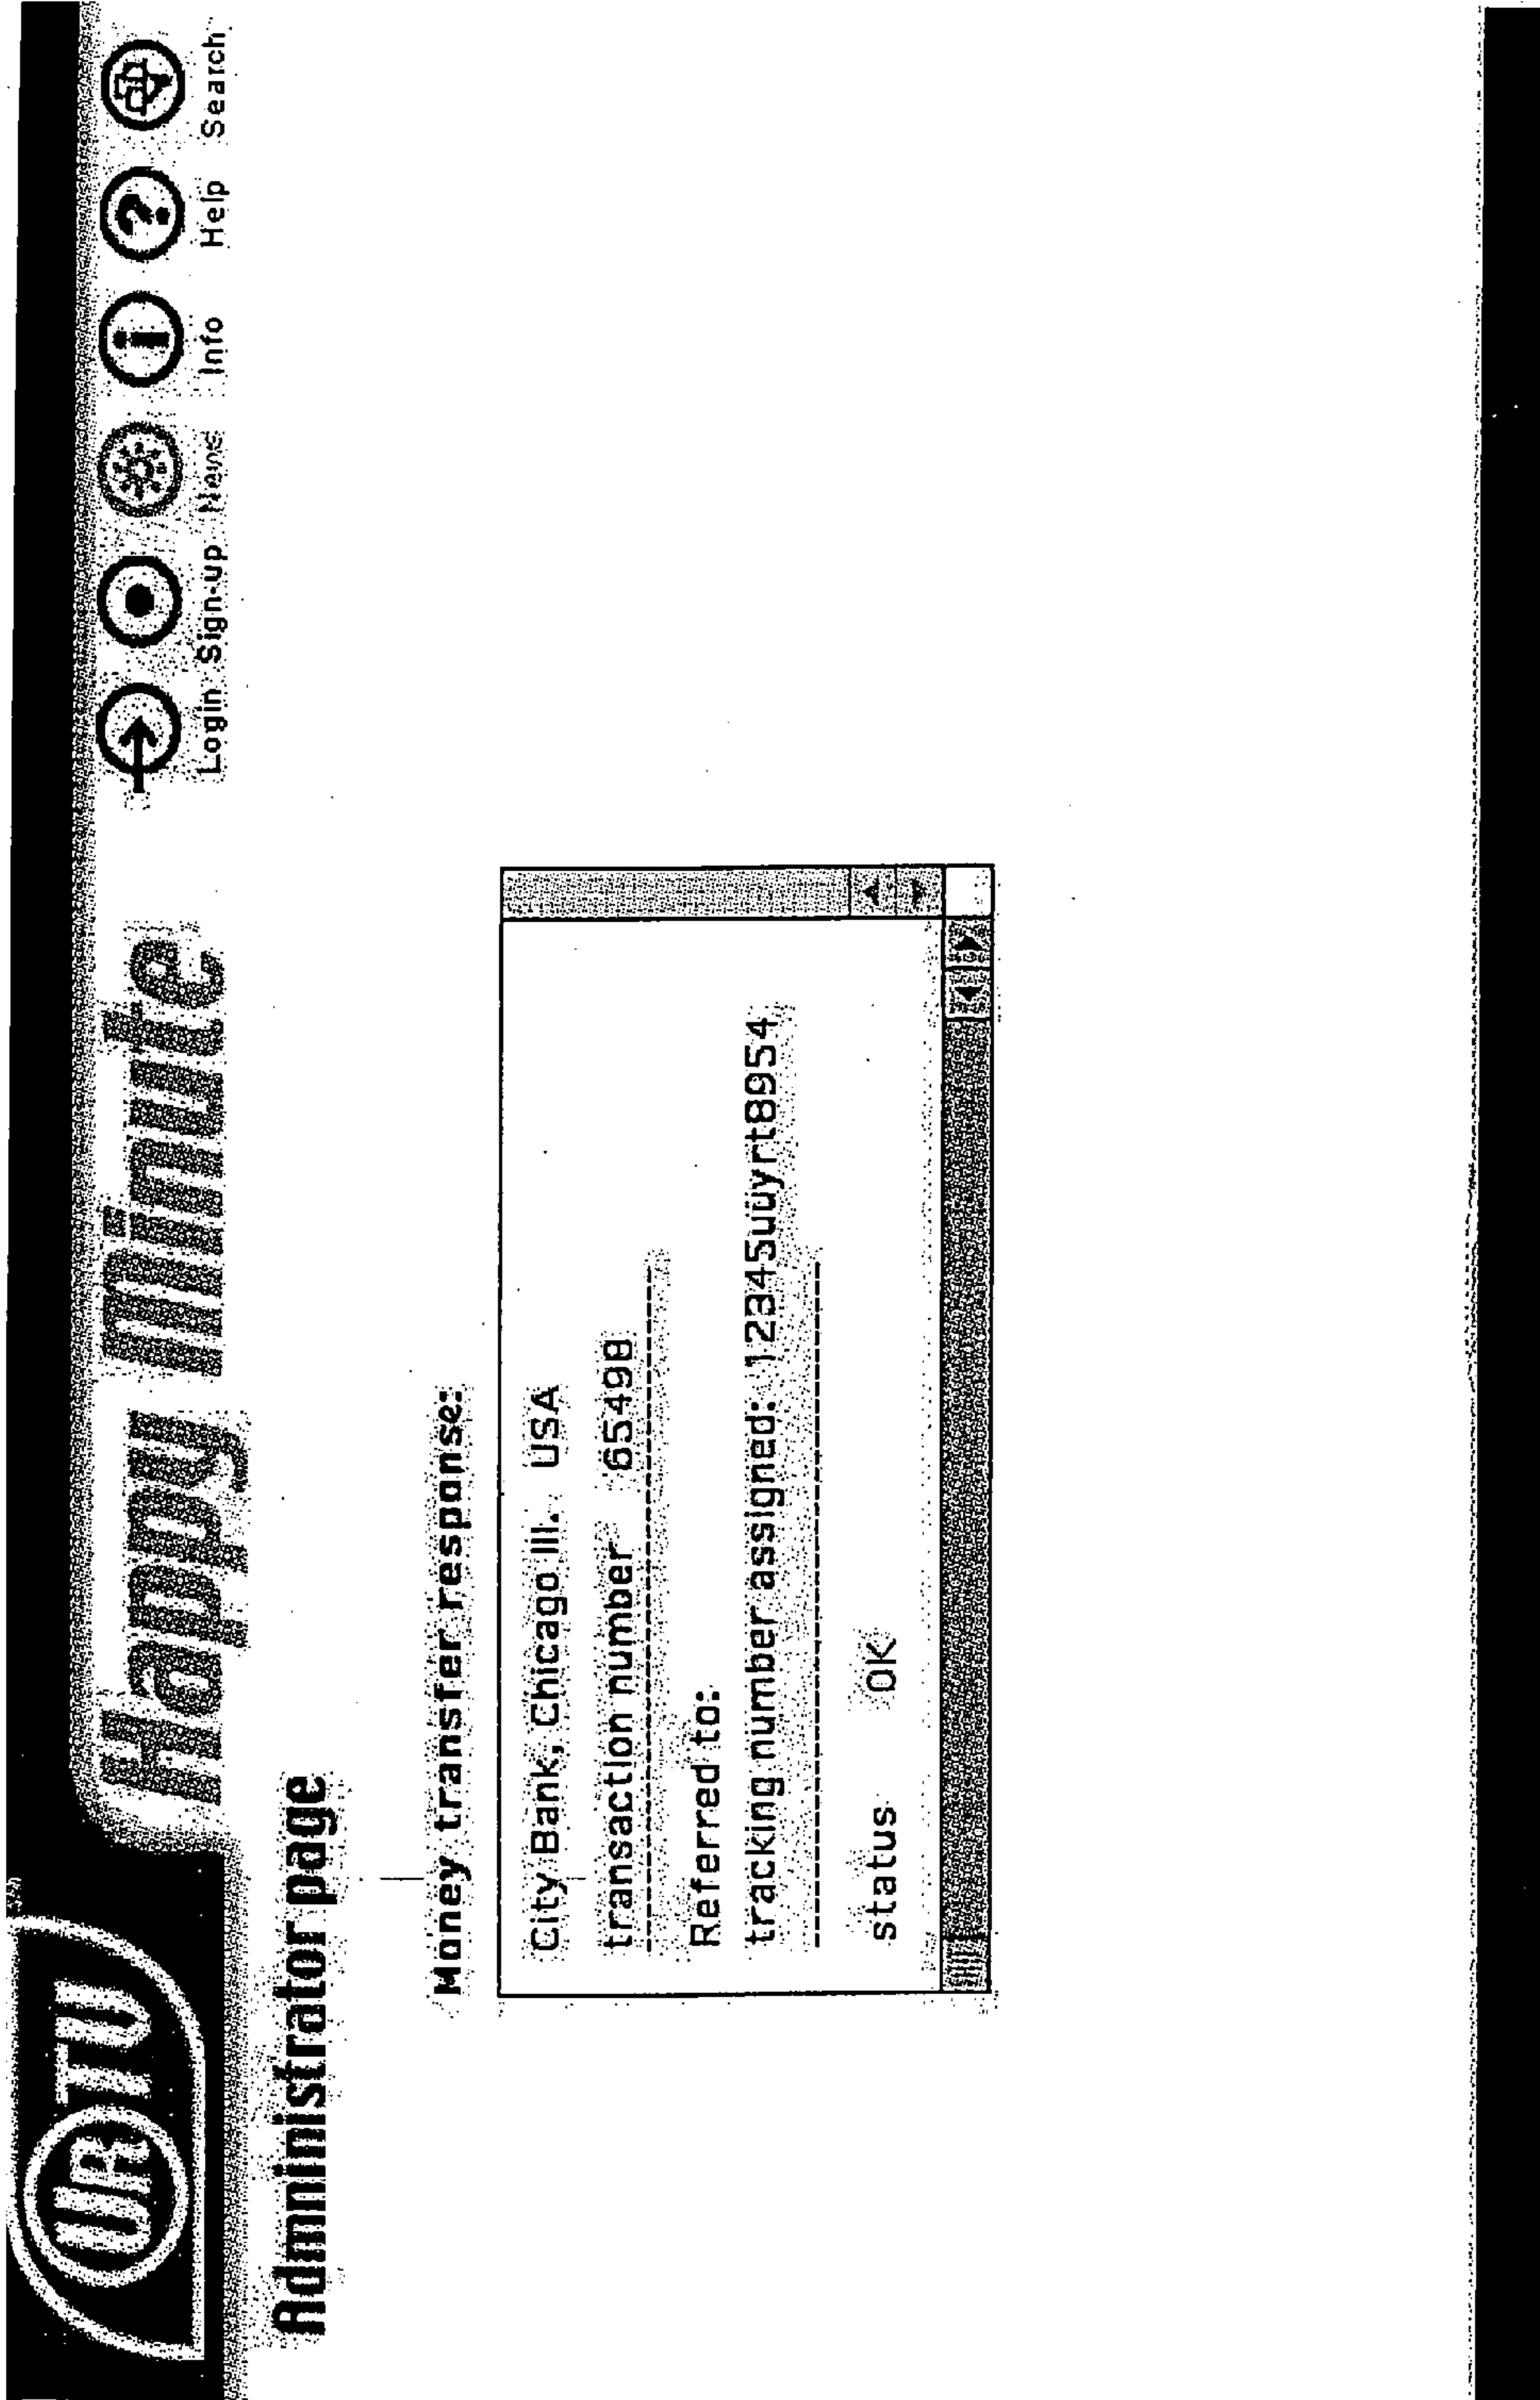 URTV
Happy Minute
Login Sign-up News Info Help Search
Administrator page
Money transfer response:
City Bank, Chicago Ill. USA
transaction number 65498
Referred to:
tracking number assigned: 12345uuyrt8954
status OK